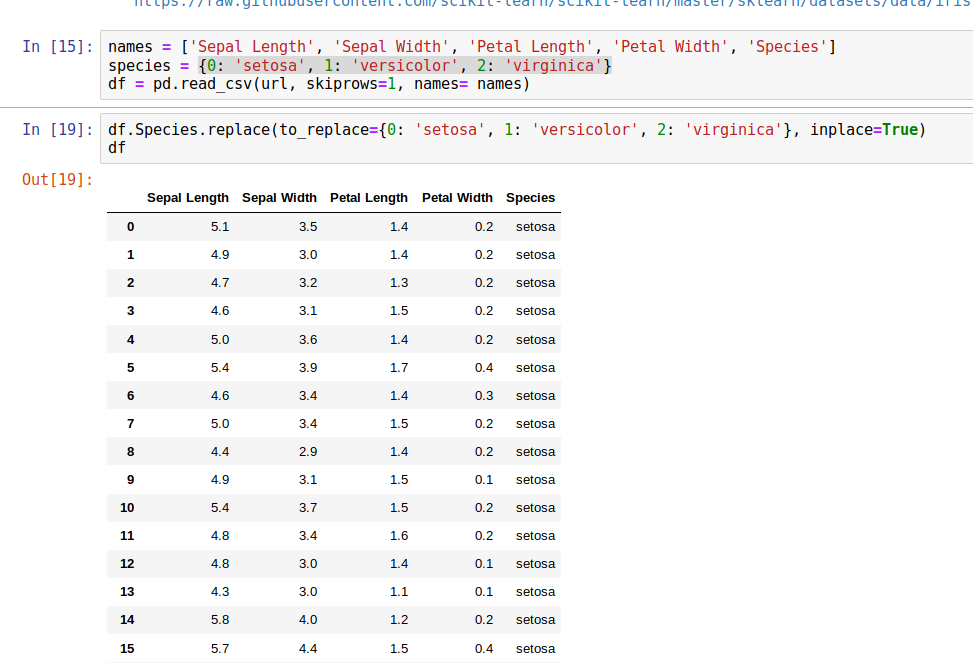 https://raw.githubusercontent.com/scikit-learn/scikit-learn/master/sklearn/datasets/data/iris
In [15]: names = ['Sepal Length', 'Sepal Width', 'Petal Length', 'Petal Width', 'Species']
species = {0: 'setosa', 1: 'versicolor', 2: 'virginica'}
df = pd.read_csv(url, skiprows=1, names= names)
In [19]: df.Species.replace(to_replace={0: 'setosa', 1: 'versicolor', 2: 'virginica'}, inplace=True)
df
Out[19]:
Sepal Length Sepal Width Petal Length Petal Width Species
0 5.1 3.5 1.4 0.2 setosa
1 4.9 3.0 1.4 0.2 setosa
2 4.7 3.2 1.3 0.2 setosa
3 4.6 3.1 1.5 0.2 setosa
4 5.0 3.6 1.4 0.2 setosa
5 5.4 3.9 1.7 0.4 setosa
6 4.6 3.4 1.4 0.3 setosa
7 5.0 3.4 1.5 0.2 setosa
8 4.4 2.9 1.4 0.2 setosa
9 4.9 3.1 1.5 0.1 setosa
10 5.4 3.7 1.5 0.2 setosa
11 4.8 3.4 1.6 0.2 setosa
12 4.8 3.0 1.4 0.1 setosa
13 4.3 3.0 1.1 0.1 setosa
14 5.8 4.0 1.2 0.2 setosa
15 5.7 4.4 1.5 0.4 setosa